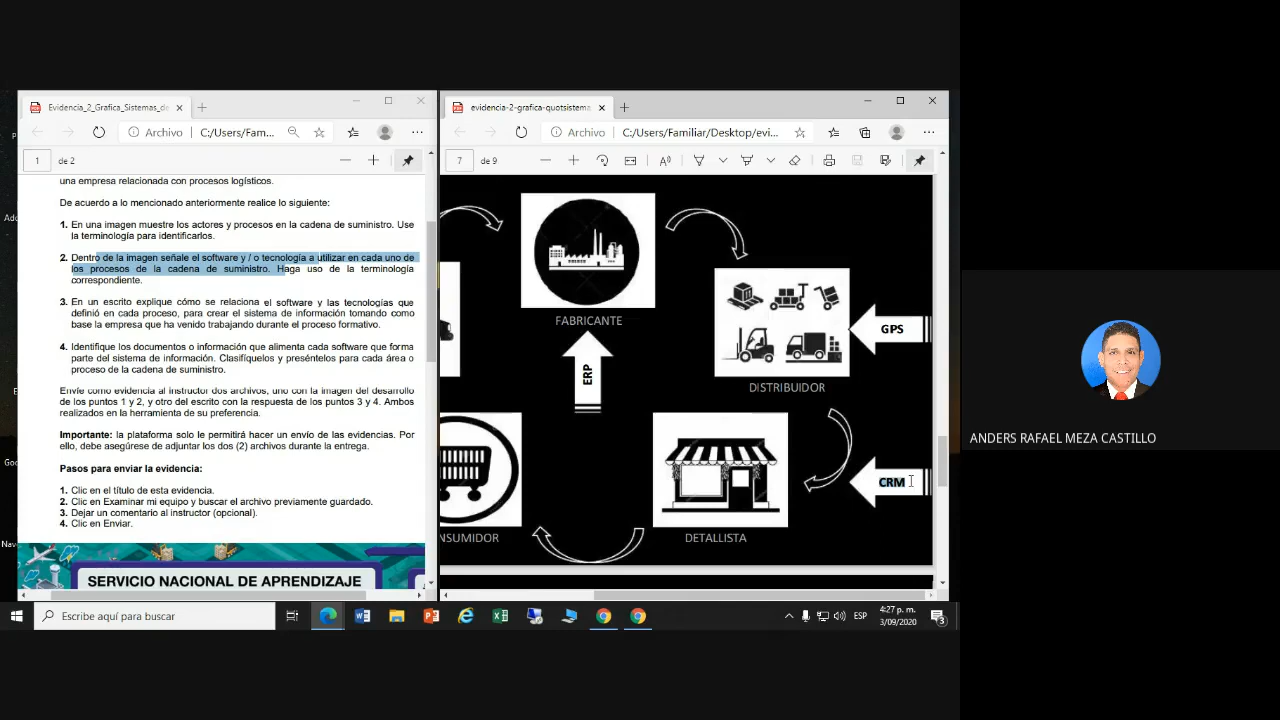 Evidencia_2_Grafica_Sistemas_de
Archivo
C:/Users/Fam...
1
de 2
una empresa relacionada con procesos logísticos.
De acuerdo a lo mencionado anteriormente realice lo siguiente:
1. En una imagen muestre los actores y procesos en la cadena de suministro. Use
la terminología para identificarlos.
2. Dentro de la imagen señale el software y / o tecnología a utilizar en cada uno de
los procesos de la cadena de suministro. Haga uso de la terminología
correspondiente.
3. En un escrito explique cómo se relaciona el software y las tecnologías que
definió en cada proceso, para crear el sistema de información tomando como
base la empresa que ha venido trabajando durante el proceso formativo.
4. Identifique los documentos o información que alimenta cada software que forma
parte del sistema de información. Clasifíquelos y preséntelos para cada área o
proceso de la cadena de suministro.
Envíe como evidencia al instructor dos archivos, uno con la imagen del desarrollo
de los puntos 1 y 2, y otro del escrito con la respuesta de los puntos 3 y 4. Ambos
realizados en la herramienta de su preferencia.
Importante: la plataforma solo le permitirá hacer un envío de las evidencias. Por
ello, debe asegúrese de adjuntar los dos (2) archivos durante la entrega.
Pasos para enviar la evidencia:
1. Clic en el título de esta evidencia.
2. Clic en Examinar mi equipo y buscar el archivo previamente guardado.
3. Dejar un comentario al instructor (opcional).
4. Clic en Enviar.
SERVICIO NACIONAL DE APRENDIZAJE
evidencia-2-grafica-quotsistema
Archivo
C:/Users/Familiar/Desktop/evi...
7
de 9
FABRICANTE
GPS
ERP
DISTRIBUIDOR
CRM
NSUMIDOR
DETALLISTA
ANDERS RAFAEL MEZA CASTILLO
Escribe aquí para buscar
ESP
4:27 p. m.
3/09/2020
3